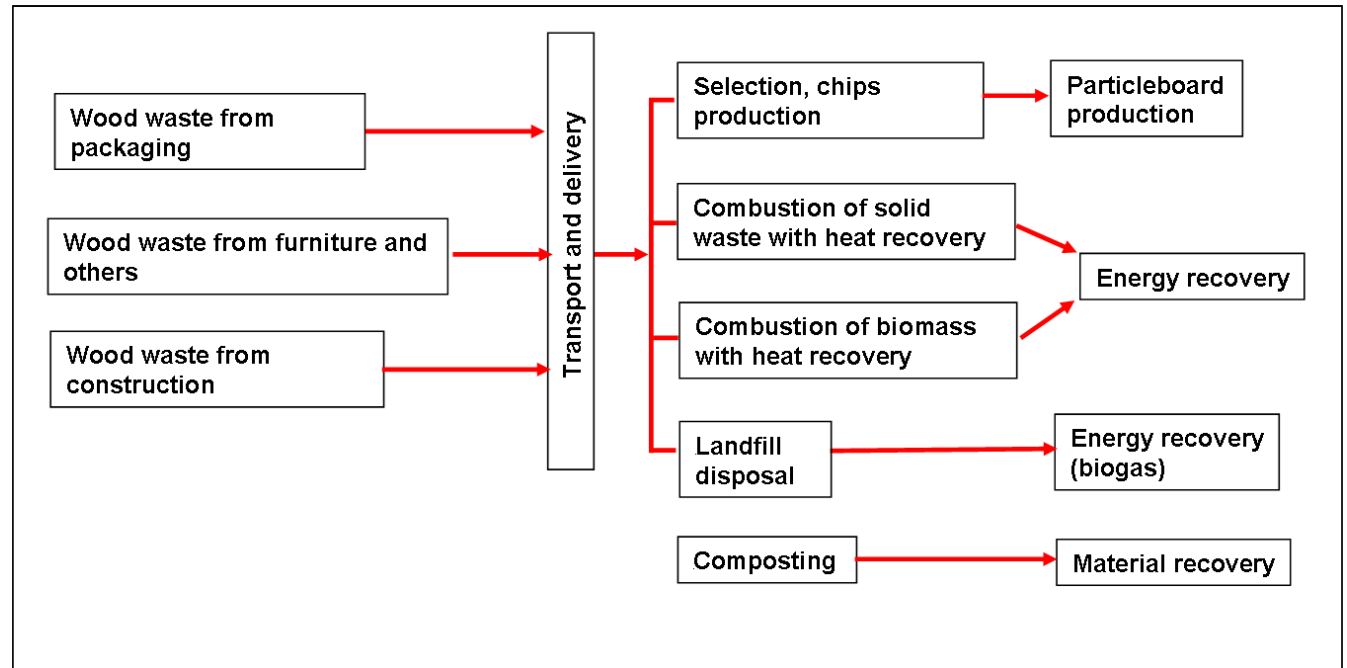 Wood waste from
packaging
Wood waste from furniture and
others
Wood waste from
construction
Transport and delivery
Selection, chips
production
Particleboard
production
Combustion of solid
waste with heat recovery
Combustion of biomass
with heat recovery
Energy recovery
Landfill
disposal
Energy recovery
(biogas)
Composting
Material recovery